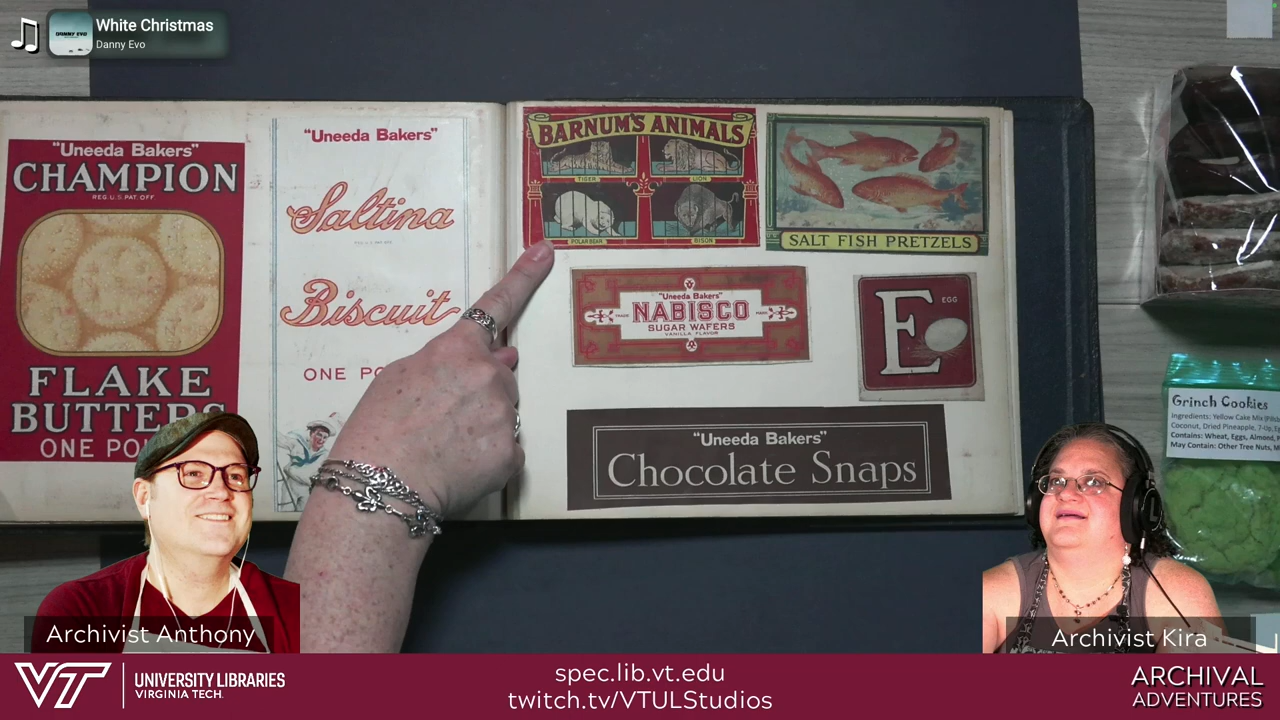 White Christmas
Danny Evo
"Uneeda Bakers"
CHAMPION
REG. U.S. PAT. OFF
FLAKE
BUTTERS
ONE POU
"Uneeda Bakers"
Saltina
Biscuit
ONE PO
BARNUM'S ANIMALS
TIGER
LION
POLAR BEAR
BISON
SALT FISH PRETZELS
"Uneeda Bakers"
TRADE
NABISCO
MARK
SUGAR WAFERS
VANILLA FLAVOR
E
EGG
"Uneeda Bakers"
Chocolate Snaps
Grinch Cookies
Ingredients: Yellow Cake Mix
Coconut, Dried Pineapple, 7-Up,
Contains: Wheat, Eggs, Almond,
May Contain: Other Tree Nuts,
Archivist Anthony
Archivist Kira
VT
UNIVERSITY LIBRARIES
VIRGINIA TECH
spec.lib.vt.edu
twitch.tv/VTULStudios
ARCHIVAL
ADVENTURES